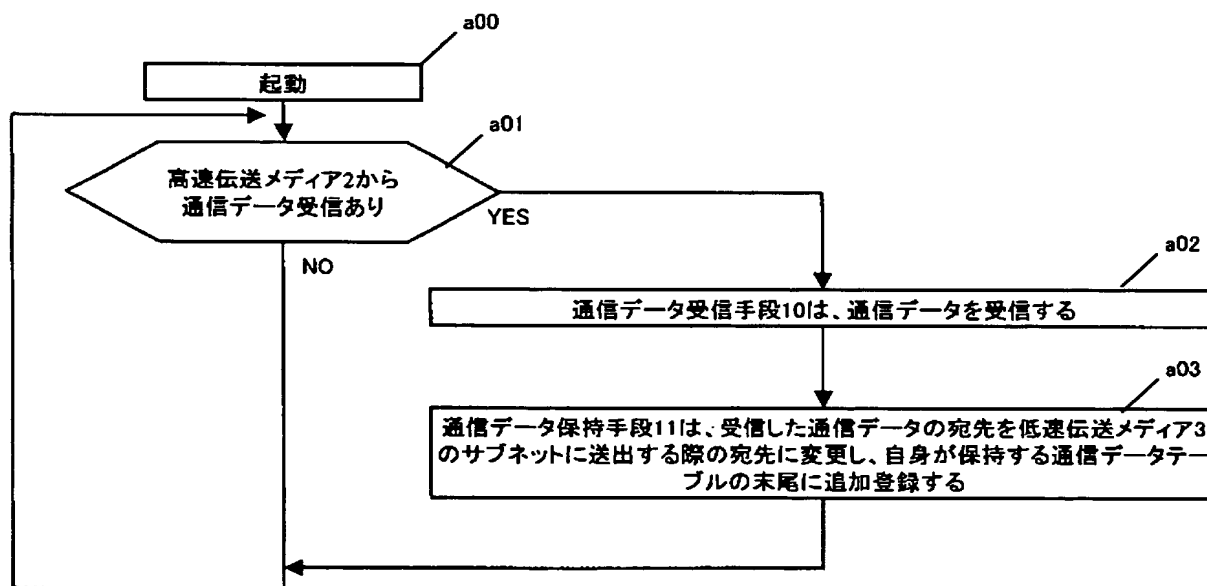 a00
起動
a01
高速伝送メディア2から
通信データ受信あり
YES
NO
a02
通信データ受信手段10は、通信データを受信する
a03
通信データ保持手段11は、受信した通信データの宛先を低速伝送メディア3
のサブネットに送出する際の宛先に変更し、自身が保持する通信データテー
ブルの末尾に追加登録する